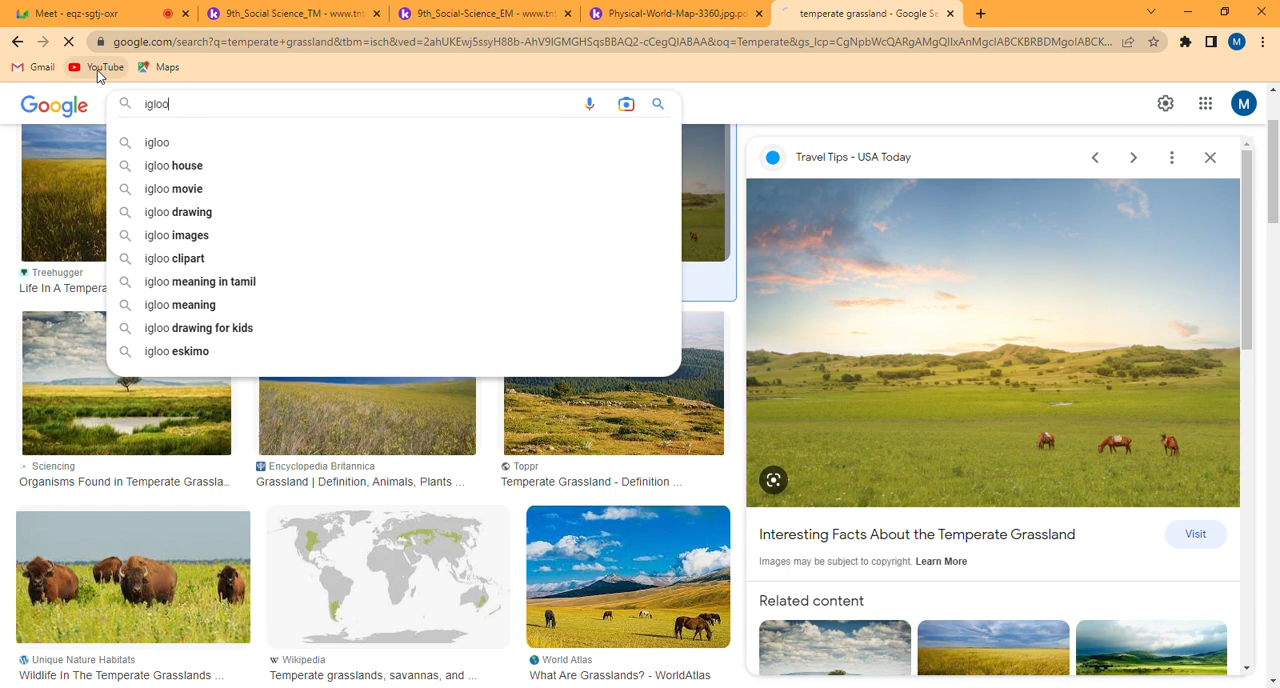 Meet - eqz-sgtj-oxr
9th_Social Science_TM - www.tnt
9th_Social-Science_EM - www.tnt
Physical-World-Map-3360.jpg.pd
temperate grassland - Google Se
google.com/search?q=temperate+grassland&tbm=isch&ved=2ahUKEwj5ssyH88b-AhV9lGMGHSqsBBAQ2-cCegQIABAA&oq=Temperate&gs_lcp=CgNpbWcQARgAMgQIIxAnMgcIABCKBRBDMgoIABCK...
M
Gmail
YouTube
Maps
Google
igloo
M
igloo
igloo house
igloo movie
igloo drawing
igloo images
igloo clipart
igloo meaning in tamil
igloo meaning
igloo drawing for kids
igloo eskimo
Travel Tips - USA Today
Treehugger
Life In A Tempera
Sciencing
Organisms Found in Temperate Grassla...
Encyclopedia Britannica
Grassland | Definition, Animals, Plants ...
Toppr
Temperate Grassland - Definition ...
Interesting Facts About the Temperate Grassland
Visit
Images may be subject to copyright. Learn More
Related content
Unique Nature Habitats
Wildlife In The Temperate Grasslands ...
Wikipedia
Temperate grasslands, savannas, and ...
World Atlas
What Are Grasslands? - WorldAtlas